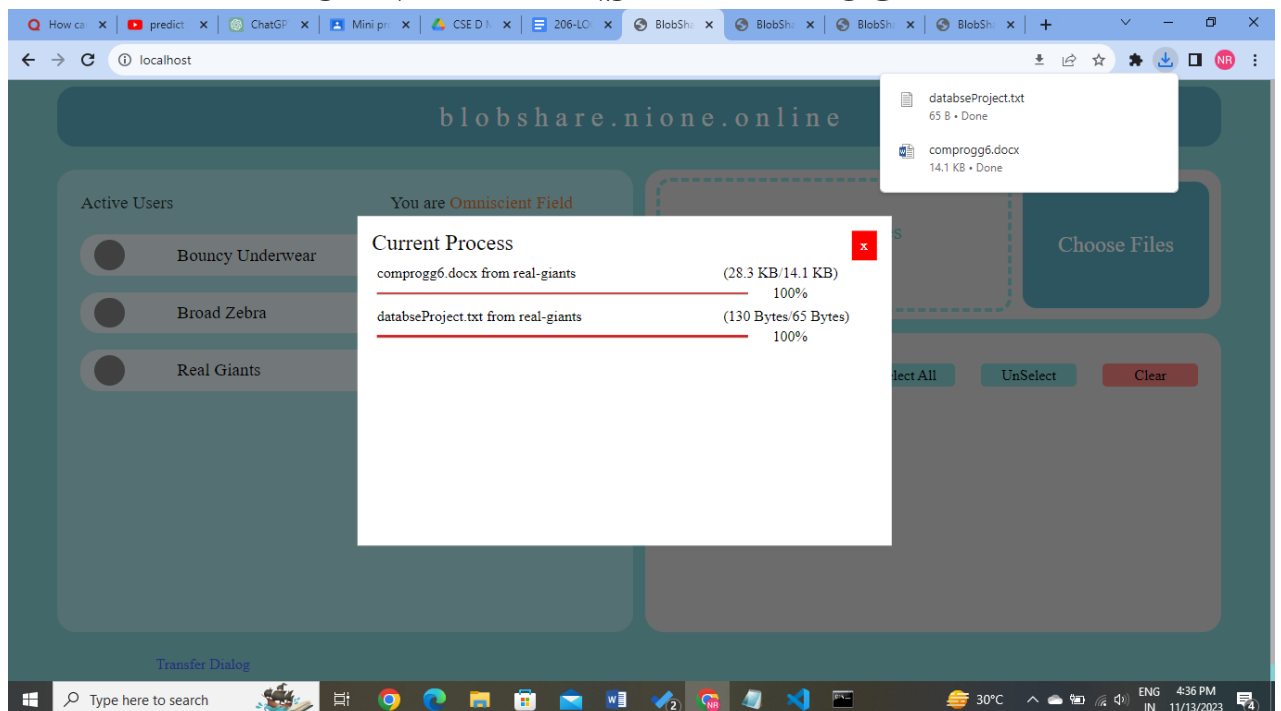 How ca
predict
ChatGP
Mini pr
CSE D
206-LO
BlobSh
BlobSh
BlobSh
BlobSh
localhost
NR
blobshare.nione.online
databseProject.txt
65 B • Done
comprogg6.docx
14.1 KB • Done
Active Users
You are Omniscient Field
Choose Files
Bouncy Underwear
Broad Zebra
Real Giants
Current Process
x
comprogg6.docx from real-giants (28.3 KB/14.1 KB)
100%
databseProject.txt from real-giants (130 Bytes/65 Bytes)
100%
lect All
UnSelect
Clear
Transfer Dialog
Type here to search
30°C
ENG
IN
4:36 PM
11/13/2023